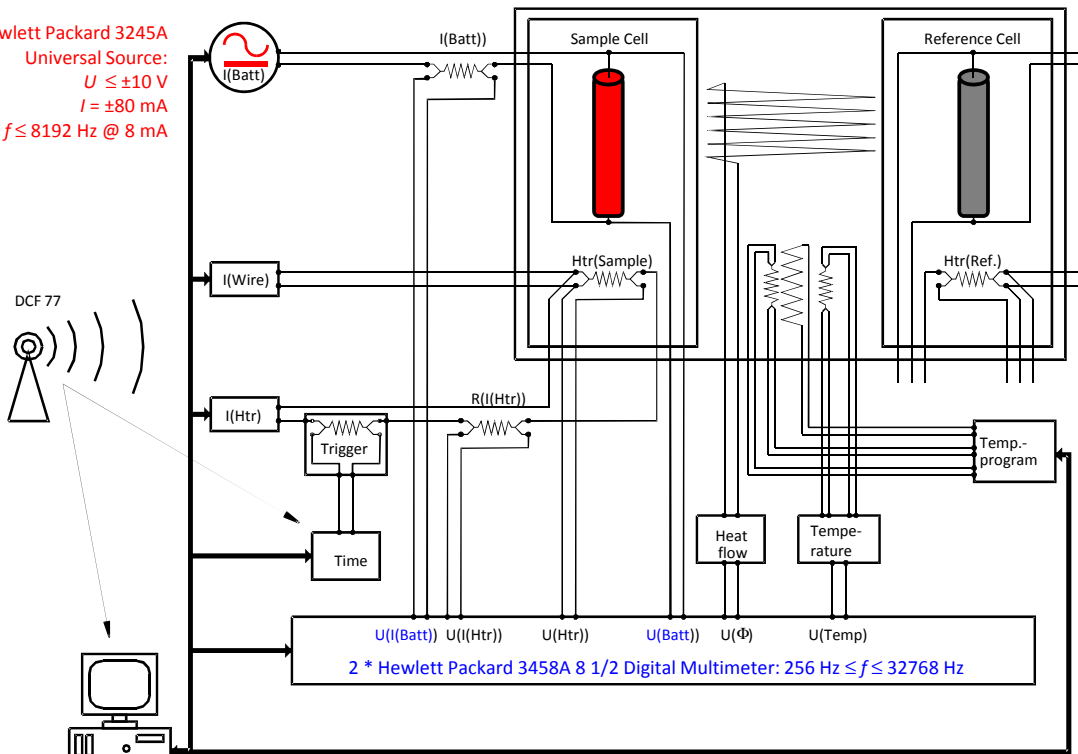 Packard 3245A
Universal Source:
U ≤ ±10 V
I = ±80 mA
f ≤ 8192 Hz @ 8 mA
I(Batt)
I(Batt))
Sample Cell
Reference Cell
I(Wire)
Htr(Sample)
Htr(Ref.)
DCF 77
I(Htr)
R(I(Htr))
Trigger
Temp.-
program
Time
Heat
flow
Tempe-
rature
U(I(Batt)) U(I(Htr)) U(Htr)) U(Batt)) U(Φ) U(Temp)
2 * Hewlett Packard 3458A 8 1/2 Digital Multimeter: 256 Hz ≤ f ≤ 32768 Hz